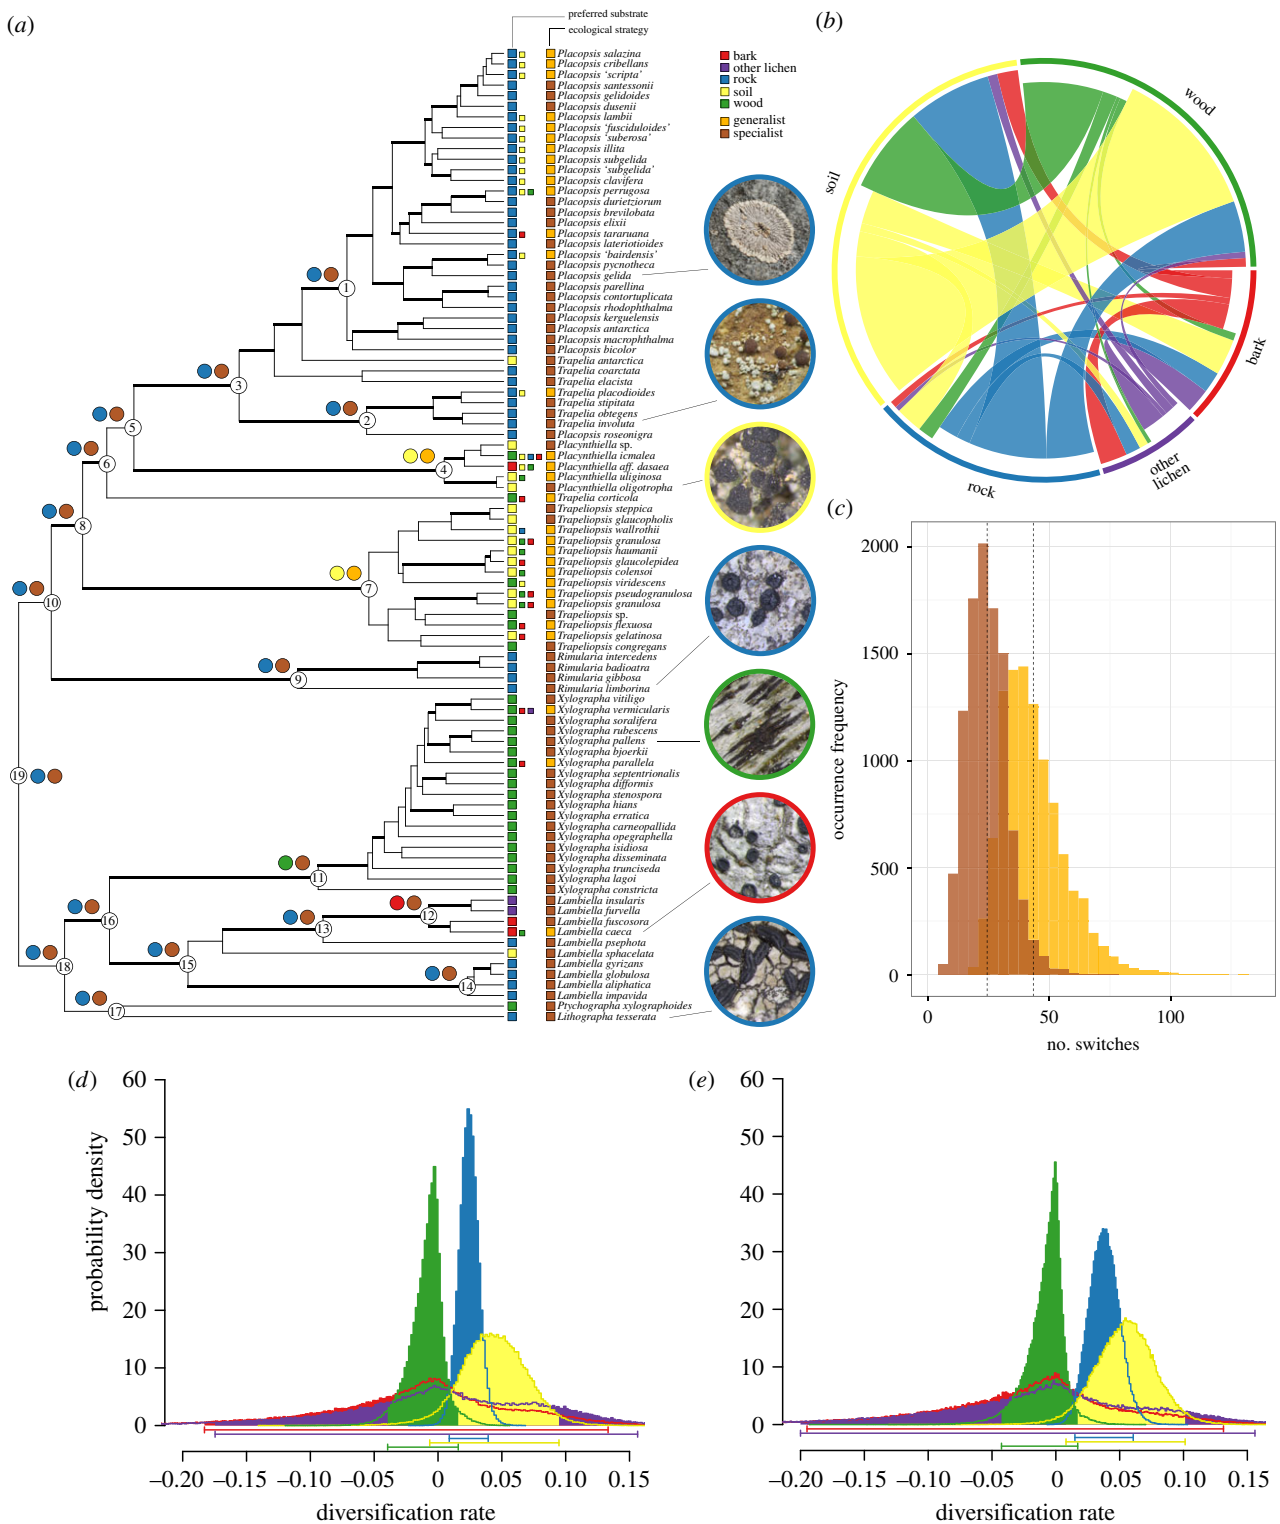 (a)
preferred substrate
ecological strategy
Placopsis salazina
Placopsis cribellans
Placopsis ‘scripta’
Placopsis santessonii
Placopsis gelidoides
Placopsis dusenii
Placopsis lambii
Placopsis ‘fusciduloides’
Placopsis ‘suberosa’
Placopsis illita
Placopsis subgelida
Placopsis ‘subgelida’
Placopsis clavifera
Placopsis perrugosa
Placopsis durietziorum
Placopsis brevilobata
Placopsis elixii
Placopsis tararuana
Placopsis lateriotioides
Placopsis ‘bairdensis’
Placopsis pycnotheca
Placopsis gelida
Placopsis parellina
Placopsis contortuplicata
Placopsis rhodophthalma
Placopsis kerguelensis
Placopsis antarctica
Placopsis macrophthalma
Placopsis bicolor
Trapelia antarctica
Trapelia coarctata
Trapelia elacista
Trapelia placodioides
Trapelia stipitata
Trapelia obtegens
Trapelia involuta
Placopsis roseonigra
Placynthiella sp.
Placynthiella icmalea
Placynthiella aff. dasaea
Placynthiella uliginosa
Placynthiella oligotropha
Trapelia corticola
Trapeliopsis steppica
Trapeliopsis glaucopholis
Trapeliopsis wallrothii
Trapeliopsis granulosa
Trapeliopsis haumanii
Trapeliopsis glaucolepidea
Trapeliopsis colensoi
Trapeliopsis viridescens
Trapeliopsis pseudogranulosa
Trapeliopsis granulosa
Trapeliopsis sp.
Trapeliopsis flexuosa
Trapeliopsis gelatinosa
Trapeliopsis congregans
Rimularia intercedens
Rimularia badioatra
Rimularia gibbosa
Rimularia limborina
Xylographa vitiligo
Xylographa vermicularis
Xylographa soralifera
Xylographa rubescens
Xylographa pallens
Xylographa bjoerkii
Xylographa parallela
Xylographa septentrionalis
Xylographa difformis
Xylographa stenospora
Xylographa hians
Xylographa erratica
Xylographa carneopallida
Xylographa opegraphella
Xylographa isidiosa
Xylographa disseminata
Xylographa trunciseda
Xylographa lagoi
Xylographa constricta
Lambiella insularis
Lambiella furvella
Lambiella fuscosora
Lambiella caeca
Lambiella psephota
Lambiella sphacelata
Lambiella gyrizans
Lambiella globulosa
Lambiella aliphatica
Lambiella impavida
Ptychographa xylographoides
Lithographa tesserata
1
3
2
5
6
4
8
7
10
9
19
11
12
16
13
18
15
14
17
bark
other lichen
rock
soil
wood
generalist
specialist
(b)
wood
soil
bark
other
lichen
rock
(c)
occurrence frequency
2000
1500
1000
500
0
0 50 100
no. switches
(d)
probability density
60
50
40
30
20
10
0
–0.20 –0.15 –0.10 –0.05 0 0.05 0.10 0.15
diversification rate
(e)
60
50
40
30
20
10
0
–0.20 –0.15 –0.10 –0.05 0 0.05 0.10 0.15
diversification rate